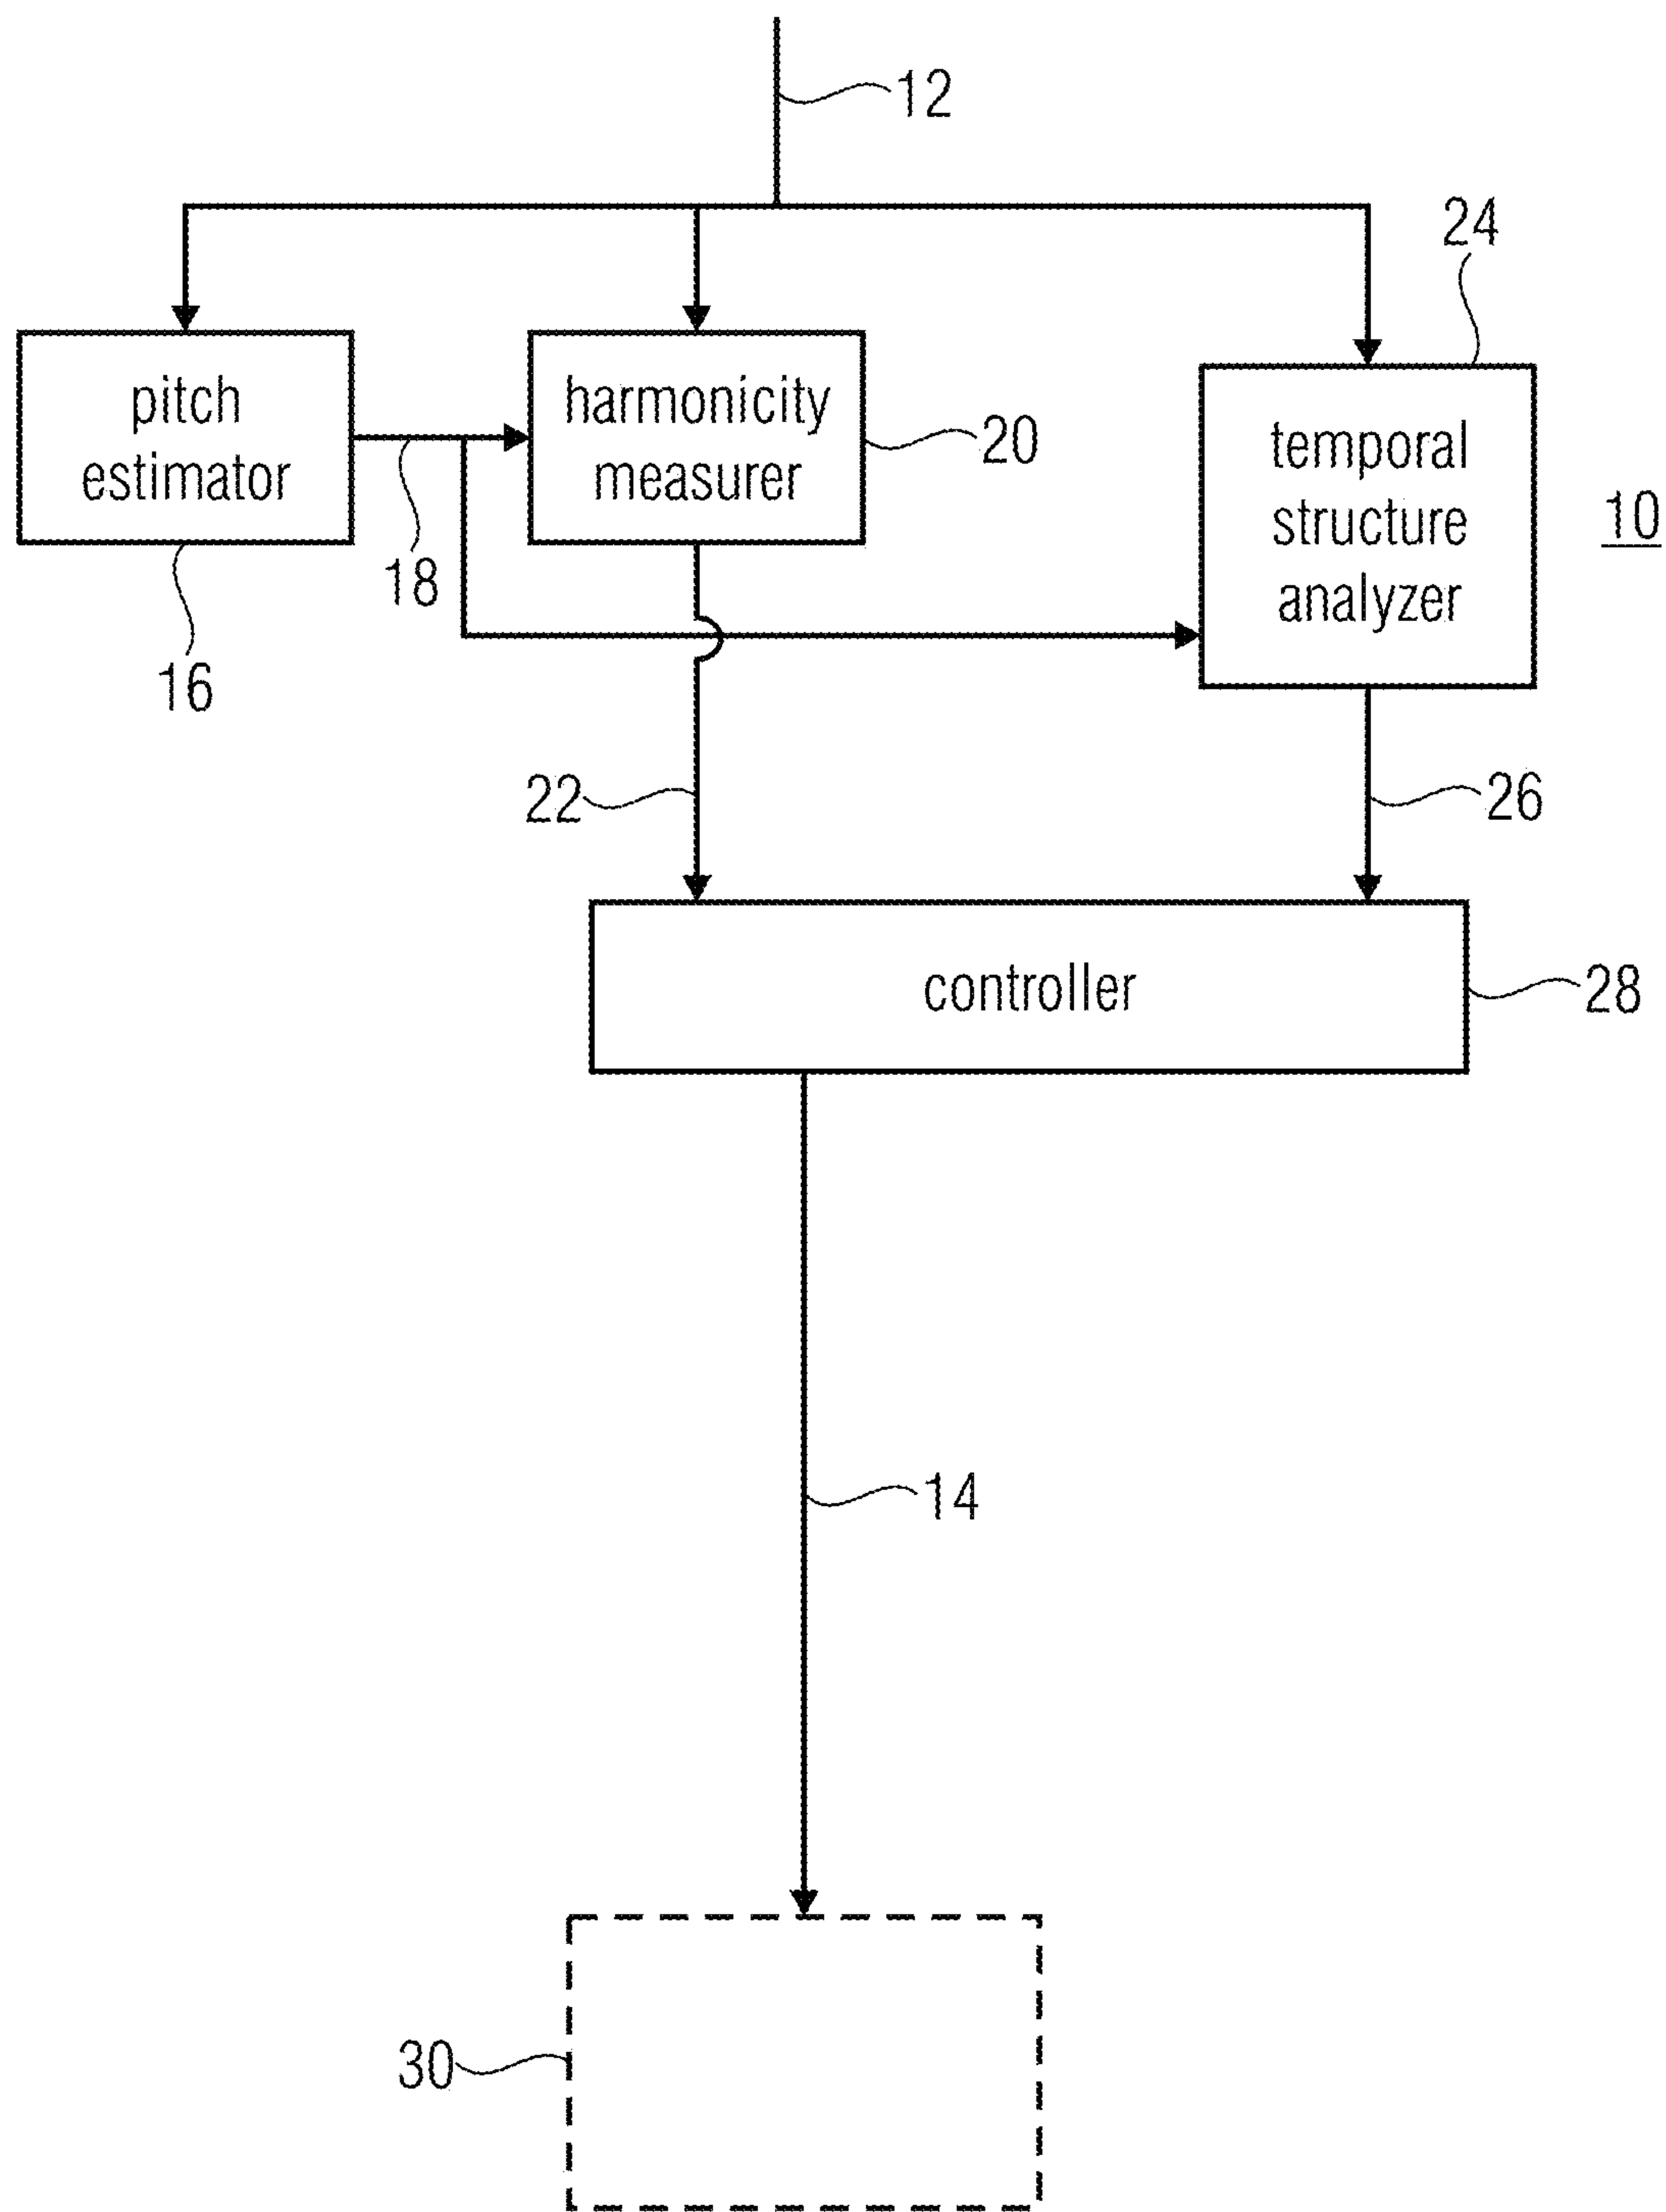 12
24
pitch
estimator
harmonicity
measurer
20
temporal
structure
analyzer
10
18
16
22
26
controller
28
14
30